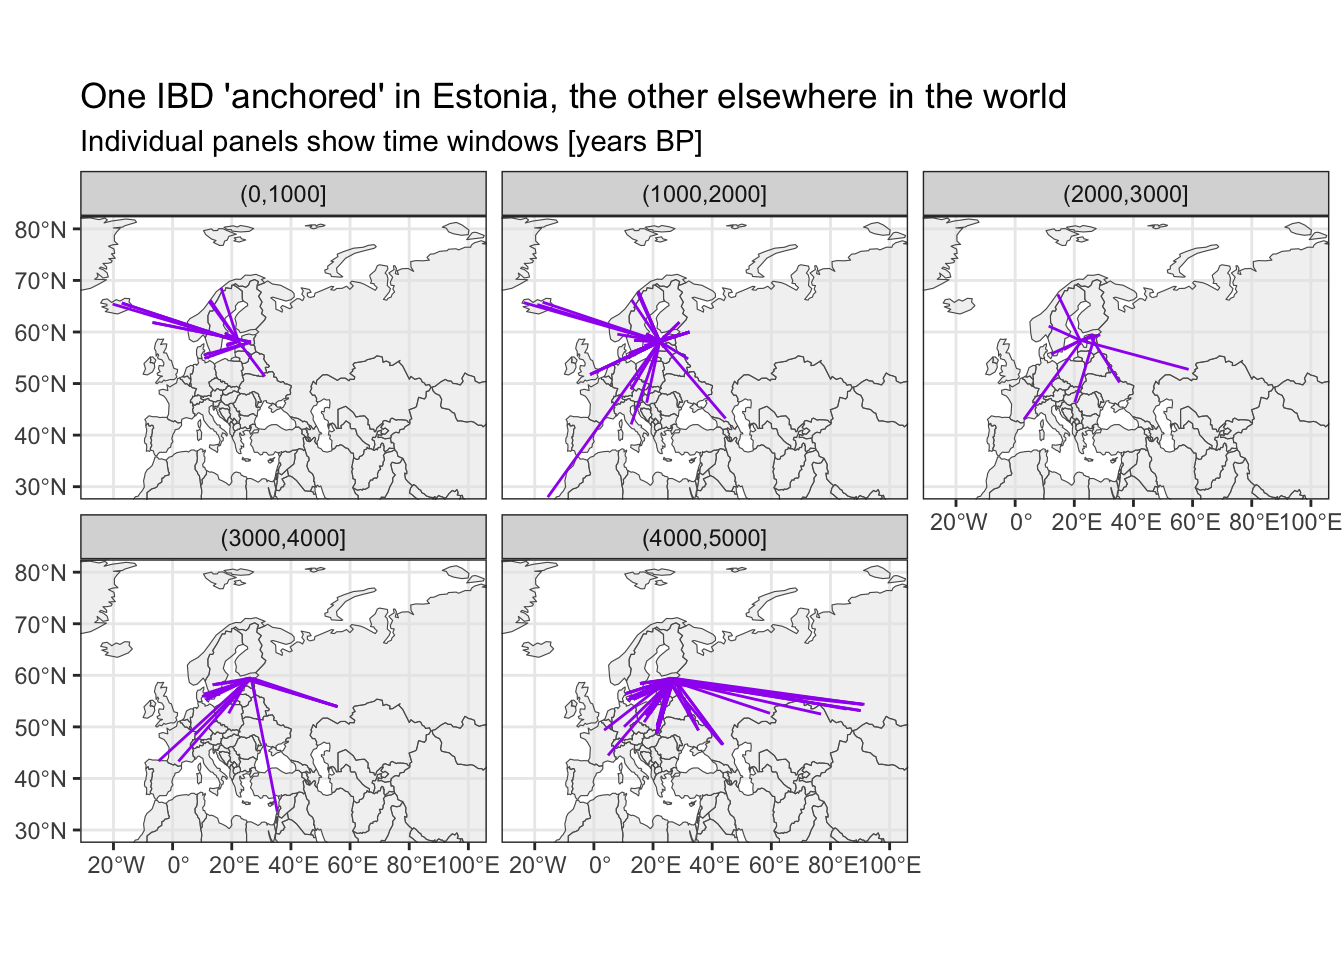 One IBD 'anchored' in Estonia, the other elsewhere in the world
Individual panels show time windows [years BP]
(0,1000] (1000,2000] (2000,3000]
80°N
70°N
60°N
50°N
40°N
30°N
20°W 0° 20°E 40°E 60°E 80°E 100°E
(3000,4000] (4000,5000]
80°N
70°N
60°N
50°N
40°N
30°N
20°W 0° 20°E 40°E 60°E 80°E 100°E 20°W 0° 20°E 40°E 60°E 80°E 100°E